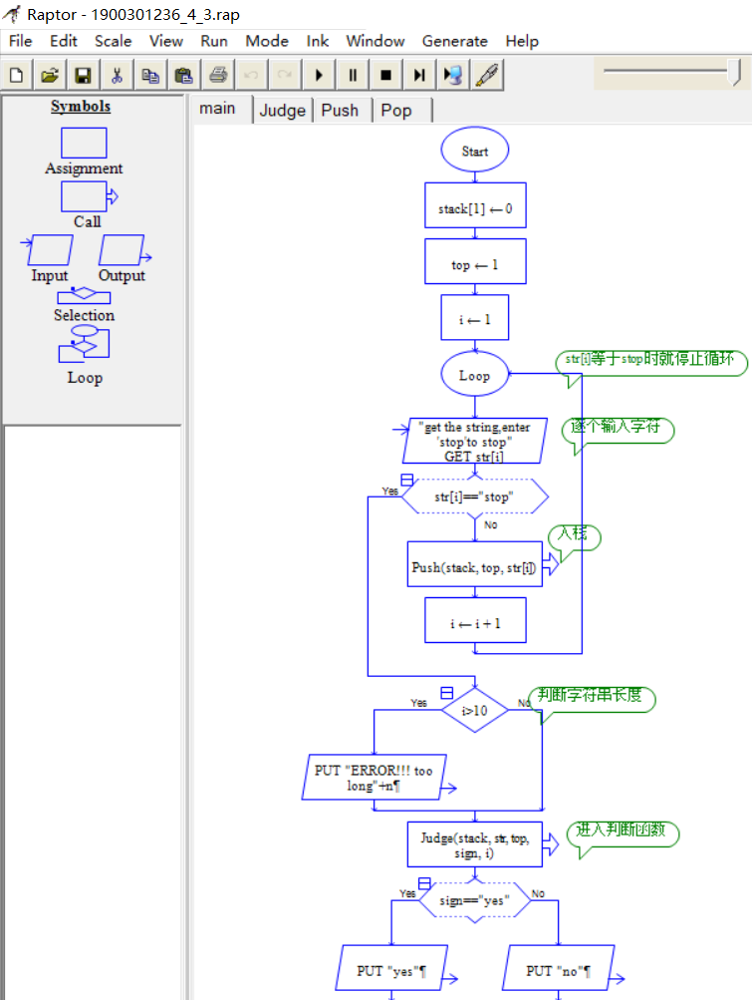 Raptor - 1900301236_4_3.rap
File Edit Scale View Run Mode Ink Window Generate Help
Symbols
Assignment
Call
Input Output
Selection
Loop
main Judge Push Pop
Start
stack[1] ← 0
top ← 1
i ← 1
str[i]等于stop时就停止循环
Loop
"get the string,enter
'stop'to stop"
GET str[i]
逐个输入字符
Yes
str[i]=="stop"
No
入栈
Push(stack, top, str[i])
i ← i + 1
判断字符串长度
Yes
i>10
No
PUT "ERROR!!! too
long"+n¶
进入判断函数
Judge(stack, str, top,
sign, i)
Yes
sign=="yes"
No
PUT "yes"¶
PUT "no"¶